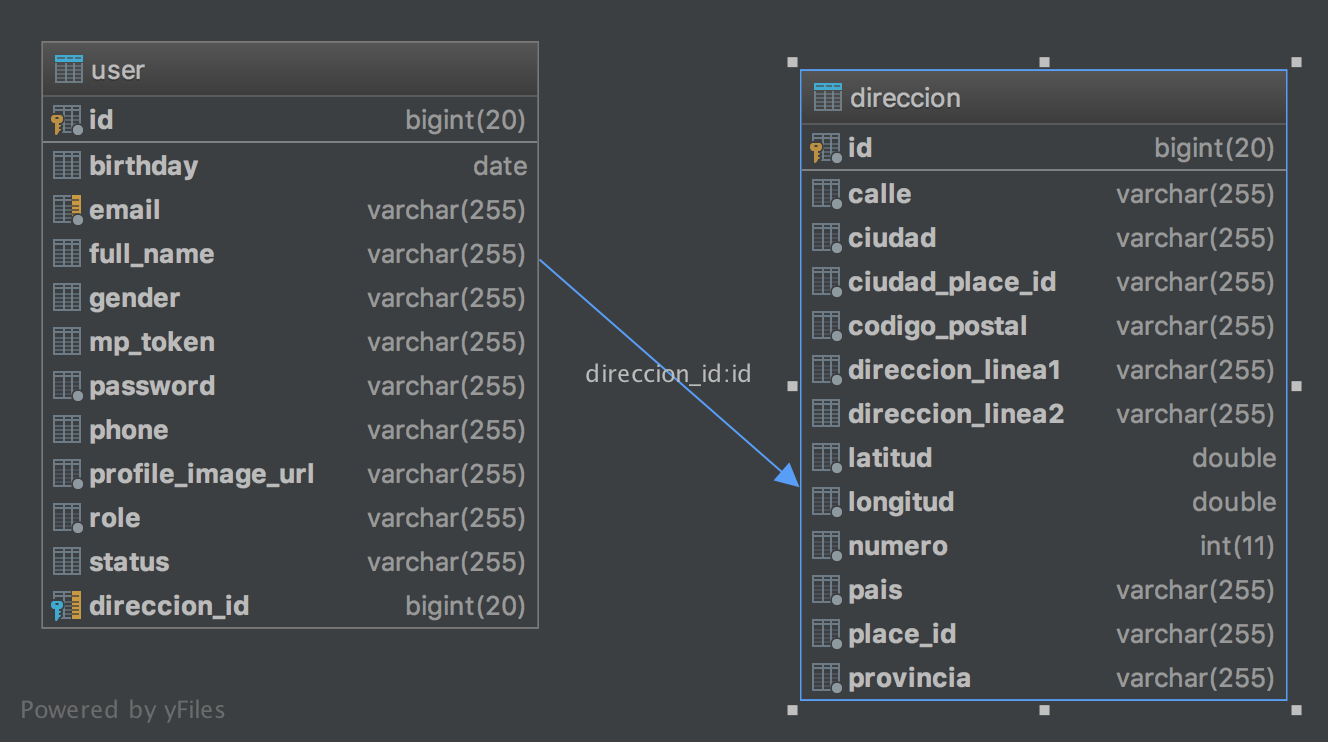 user
id bigint(20)
birthday date
email varchar(255)
full_name varchar(255)
gender varchar(255)
mp_token varchar(255)
password varchar(255)
phone varchar(255)
profile_image_url varchar(255)
role varchar(255)
status varchar(255)
direccion_id bigint(20)
direccion_id:id
direccion
id bigint(20)
calle varchar(255)
ciudad varchar(255)
ciudad_place_id varchar(255)
codigo_postal varchar(255)
direccion_linea1 varchar(255)
direccion_linea2 varchar(255)
latitud double
longitud double
numero int(11)
pais varchar(255)
place_id varchar(255)
provincia varchar(255)
Powered by yFiles